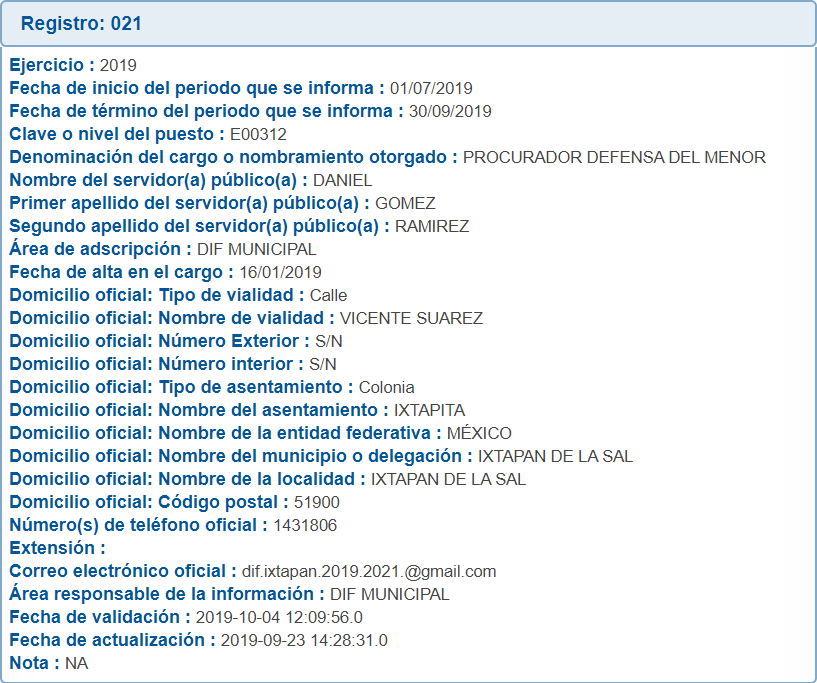 Registro: 021
Ejercicio : 2019
Fecha de inicio del periodo que se informa : 01/07/2019
Fecha de término del periodo que se informa : 30/09/2019
Clave o nivel del puesto : E00312
Denominación del cargo o nombramiento otorgado : PROCURADOR DEFENSA DEL MENOR
Nombre del servidor(a) público(a) : DANIEL
Primer apellido del servidor(a) público(a) : GOMEZ
Segundo apellido del servidor(a) público(a) : RAMIREZ
Área de adscripción : DIF MUNICIPAL
Fecha de alta en el cargo : 16/01/2019
Domicilio oficial: Tipo de vialidad : Calle
Domicilio oficial: Nombre de vialidad : VICENTE SUAREZ
Domicilio oficial: Número Exterior : S/N
Domicilio oficial: Número interior : S/N
Domicilio oficial: Tipo de asentamiento : Colonia
Domicilio oficial: Nombre del asentamiento : IXTAPITA
Domicilio oficial: Nombre de la entidad federativa : MÉXICO
Domicilio oficial: Nombre del municipio o delegación : IXTAPAN DE LA SAL
Domicilio oficial: Nombre de la localidad : IXTAPAN DE LA SAL
Domicilio oficial: Código postal : 51900
Número(s) de teléfono oficial : 1431806
Extensión :
Correo electrónico oficial : dif.ixtapan.2019.2021.@gmail.com
Área responsable de la información : DIF MUNICIPAL
Fecha de validación : 2019-10-04 12:09:56.0
Fecha de actualización : 2019-09-23 14:28:31.0
Nota : NA